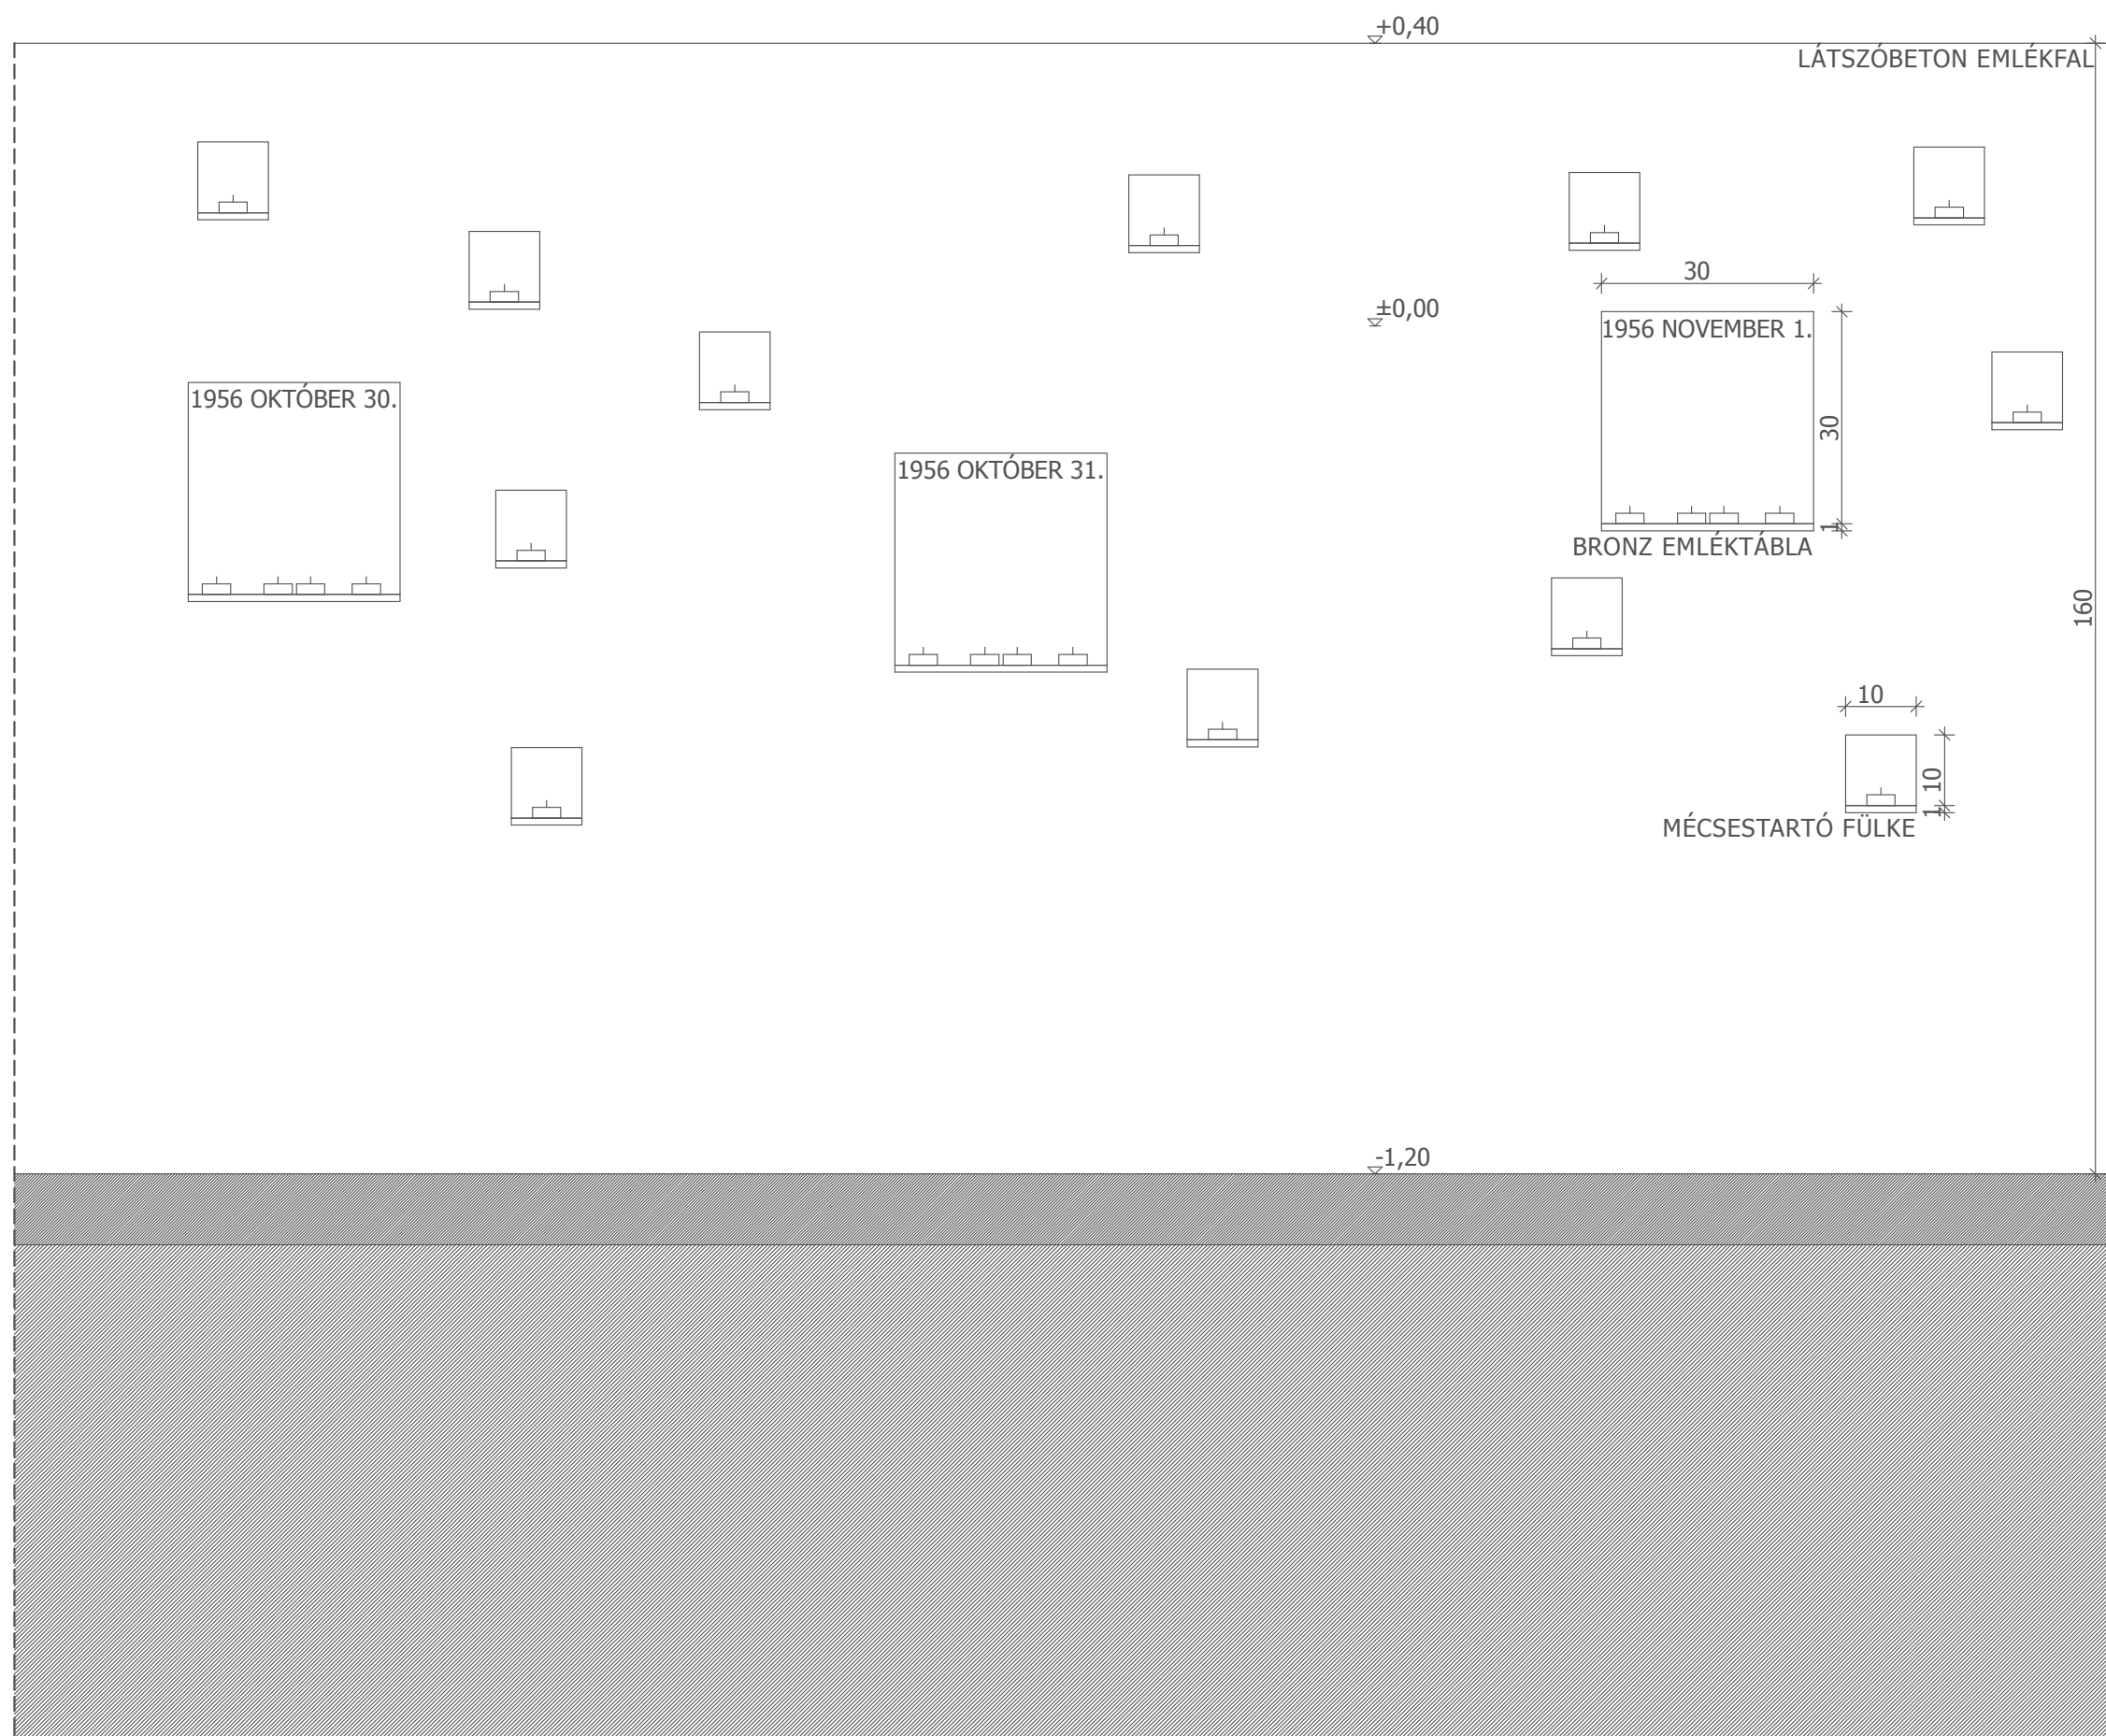 +0,40
LÁTSZÓBETON EMLÉKFAL
30
±0,00
1956 NOVEMBER 1.
1956 OKTÓBER 30.
30
1956 OKTÓBER 31.
1
BRONZ EMLÉKTÁBLA
160
10
10
1
MÉCSESTARTÓ FÜLKE
-1,20